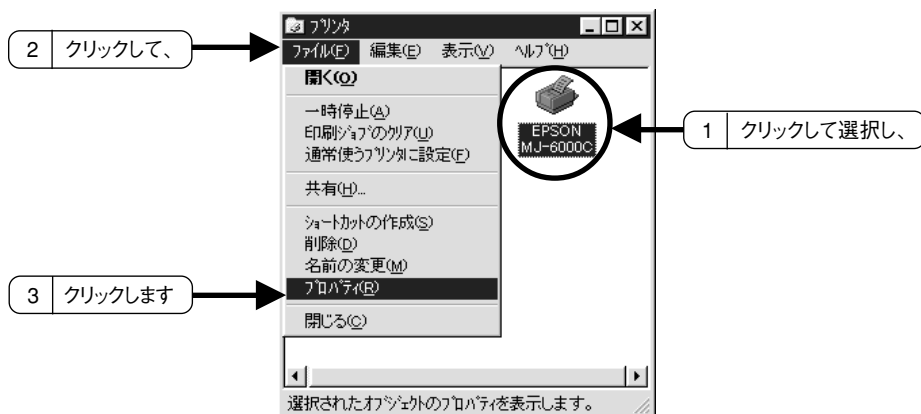 プリンタ
ファイル(F) 編集(E) 表示(V) ヘルプ(H)
2 クリックして、
開く(O)
一時停止(A)
印刷ジョブのクリア(U)
通常使うプリンタに設定(F)
共有(H)...
ショートカットの作成(S)
削除(D)
名前の変更(M)
プロパティ(R)
閉じる(C)
EPSON
MJ-6000C
1 クリックして選択し、
3 クリックします
選択されたオブジェクトのプロパティを表示します。